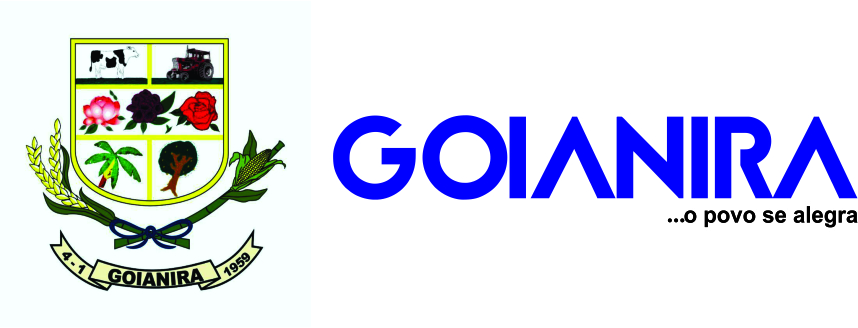 4 - 1 GOIANIRA 1959
GOIANIRA
...o povo se alegra